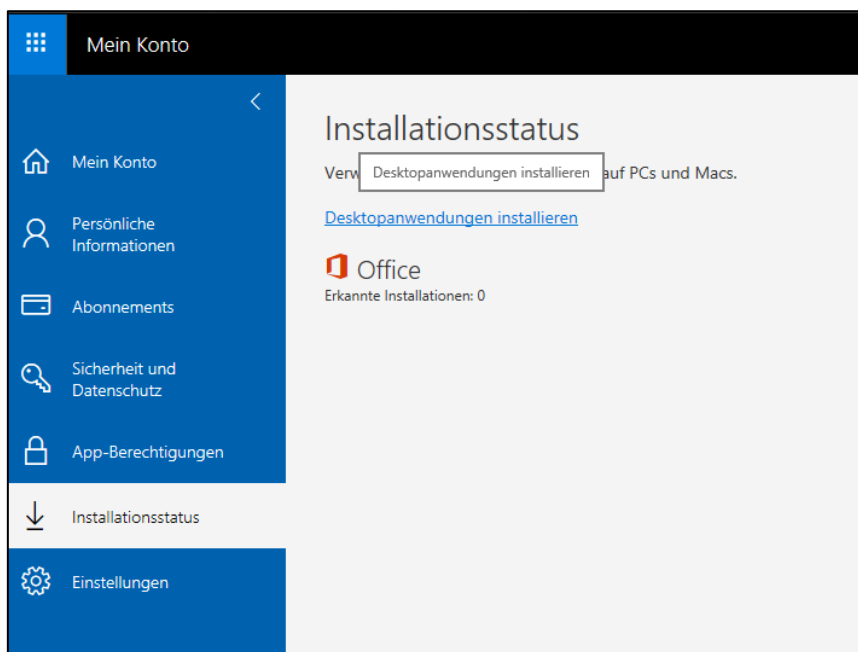 Mein Konto
Installationsstatus
Verw
Desktopanwendungen installieren
auf PCs und Macs.
Desktopanwendungen installieren
Office
Erkannte Installationen: 0
Mein Konto
Persönliche
Informationen
Abonnements
Sicherheit und
Datenschutz
App-Berechtigungen
Installationsstatus
Einstellungen